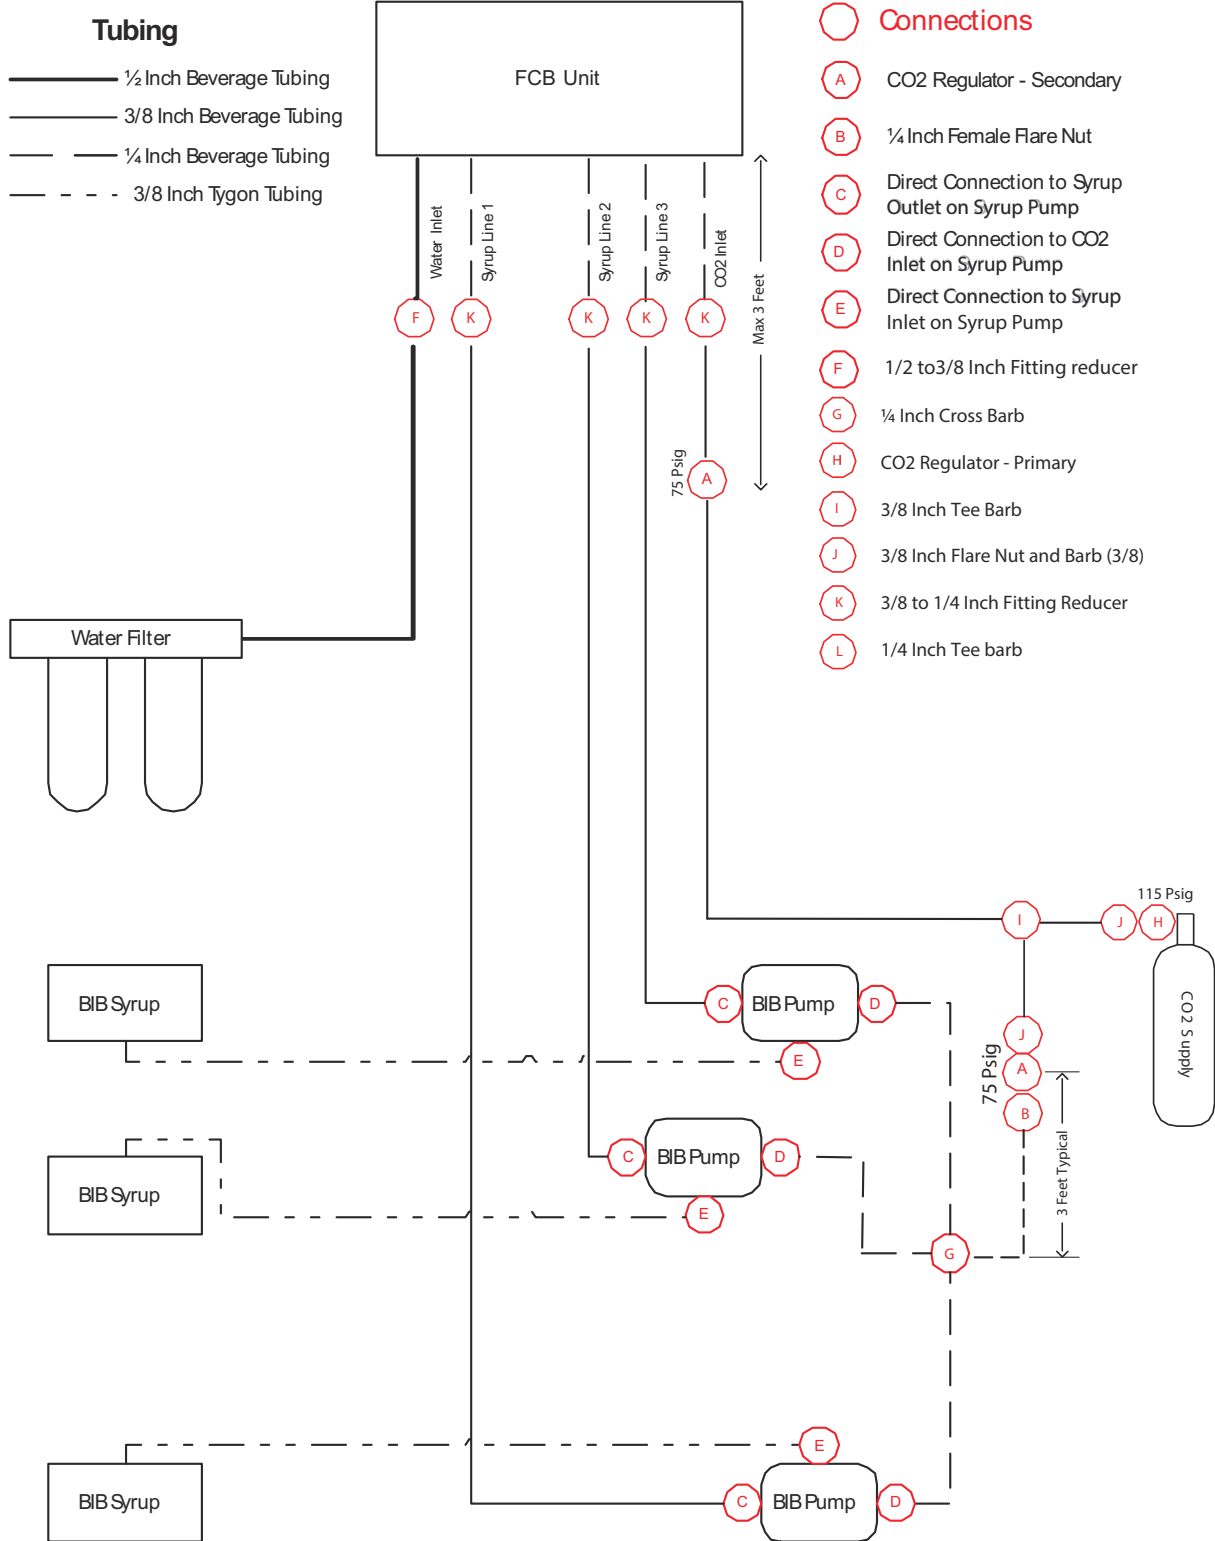 Tubing
½ Inch Beverage Tubing
3/8 Inch Beverage Tubing
¼ Inch Beverage Tubing
3/8 Inch Tygon Tubing
FCB Unit
Connections
A CO2 Regulator - Secondary
B ¼ Inch Female Flare Nut
C Direct Connection to Syrup
Outlet on Syrup Pump
D Direct Connection to CO2
Inlet on Syrup Pump
E Direct Connection to Syrup
Inlet on Syrup Pump
F 1/2 to3/8 Inch Fitting reducer
G ¼ Inch Cross Barb
H CO2 Regulator - Primary
I 3/8 Inch Tee Barb
J 3/8 Inch Flare Nut and Barb (3/8)
K 3/8 to 1/4 Inch Fitting Reducer
L 1/4 Inch Tee barb
Water Inlet
Syrup Line 1
Syrup Line 2
Syrup Line 3
CO2 Inlet
Max 3 Feet
F
K
K
K
K
75 Psig
A
Water Filter
115 Psig
I
J
H
CO2 Supply
BIB Syrup
C
BIB Pump
D
E
J
75 Psig
A
B
3 Feet Typical
BIB Syrup
C
BIB Pump
D
E
G
BIB Syrup
E
C
BIB Pump
D